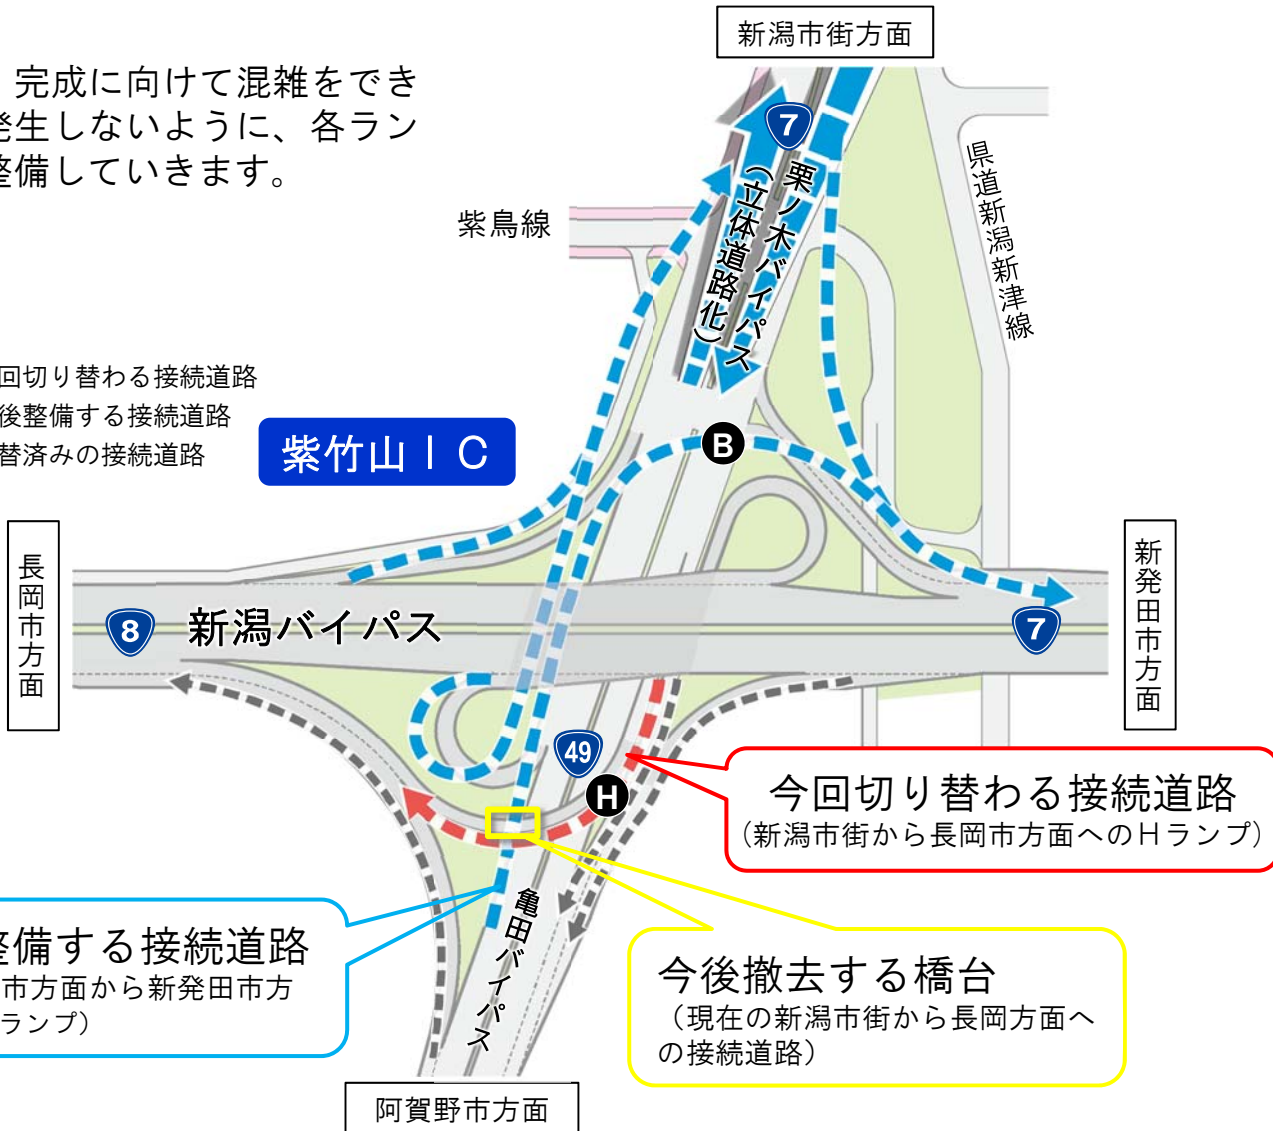 新潟市街方面
完成に向けて混雑をでき
発生しないように、各ラン
整備していきます。
7
栗ノ木バイパス
(立体道路化)
県道新潟新津線
紫鳥線
回切り替わる接続道路
後整備する接続道路
替済みの接続道路
紫竹山IC
B
長岡市方面
8
新潟バイパス
7
新発田市方面
49
H
今回切り替わる接続道路
(新潟市街から長岡市方面へのHランプ)
亀田バイパス
整備する接続道路
市方面から新発田市方
ランプ)
今後撤去する橋台
(現在の新潟市街から長岡方面へ
の接続道路)
阿賀野市方面